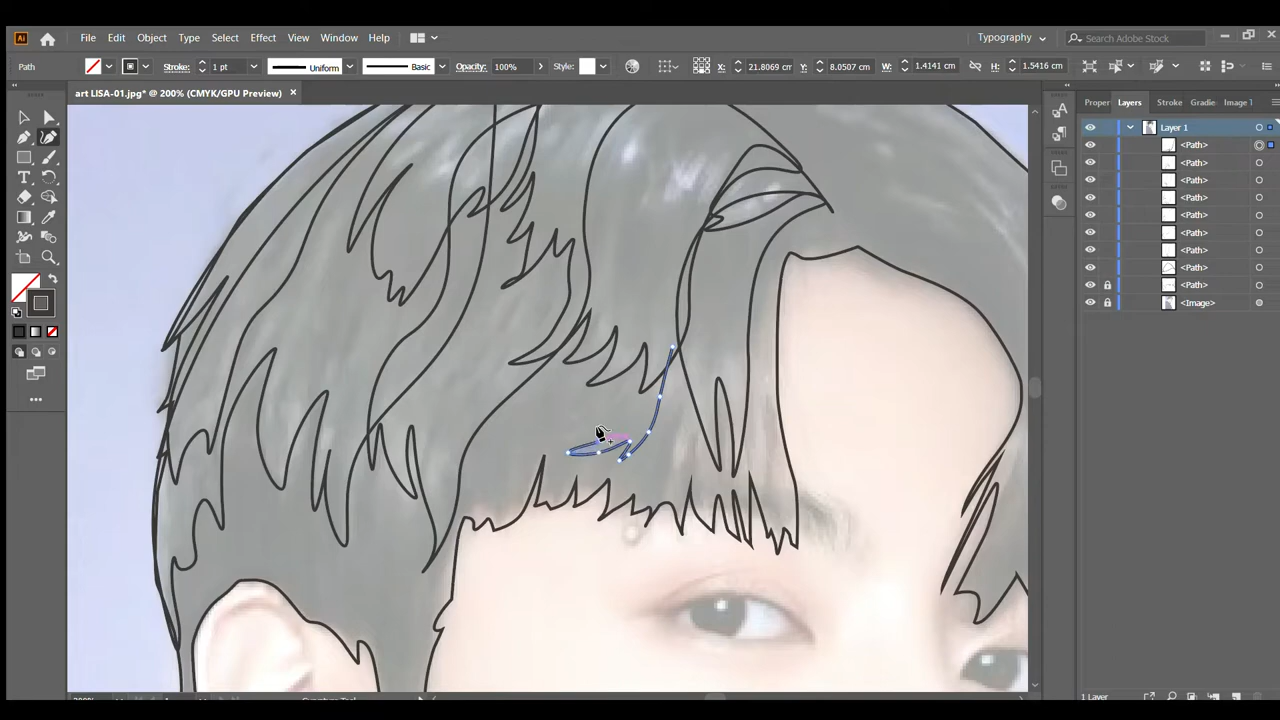 Ai File Edit Object Type Select Effect View Window Help Typography Search Adobe Stock
Path Stroke: 1 pt Uniform Basic Opacity: 100% Style: X: 21.8069 cm Y: 8.0507 cm W: 1.4141 cm H: 1.5416 cm
art LISA-01.jpg* @ 200% (CMYK/GPU Preview) ×
Proper Layers Stroke Gradie Image 1
Layer 1
<Path>
<Path>
<Path>
<Path>
<Path>
<Path>
<Path>
<Path>
<Path>
<Image>
1 Layer